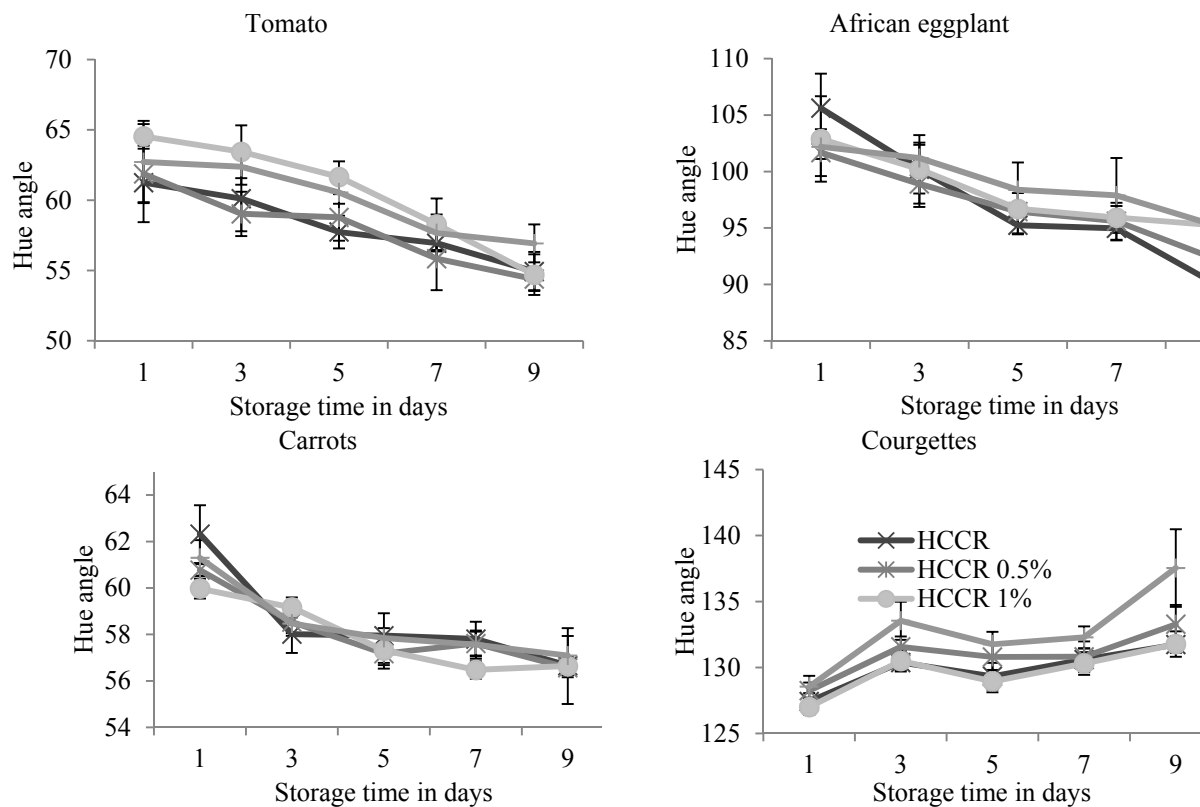 Tomato
70
65
60
55
50
Hue angle
1 3 5 7 9
Storage time in days
African eggplant
110
105
100
95
90
85
Hue angle
1 3 5 7
Storage time in days
Carrots
64
62
60
58
56
54
Hue angle
1 3 5 7 9
Storage time in days
Courgettes
145
140
135
130
125
Hue angle
HCCR
HCCR 0.5%
HCCR 1%
1 3 5 7 9
Storage time in days